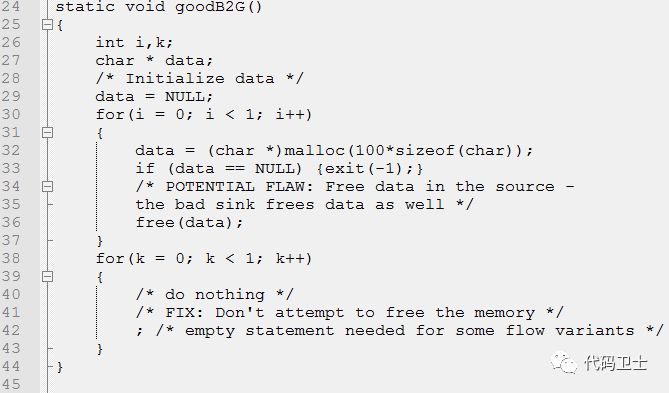 24 static void goodB2G()
25 {
26 int i,k;
27 char * data;
28 /* Initialize data */
29 data = NULL;
30 for(i = 0; i < 1; i++)
31 {
32 data = (char *)malloc(100*sizeof(char));
33 if (data == NULL) {exit(-1);}
34 /* POTENTIAL FLAW: Free data in the source -
35 the bad sink frees data as well */
36 free(data);
37 }
38 for(k = 0; k < 1; k++)
39 {
40 /* do nothing */
41 /* FIX: Don't attempt to free the memory */
42 ; /* empty statement needed for some flow variants */
43 }
44 }
45
代码卫士